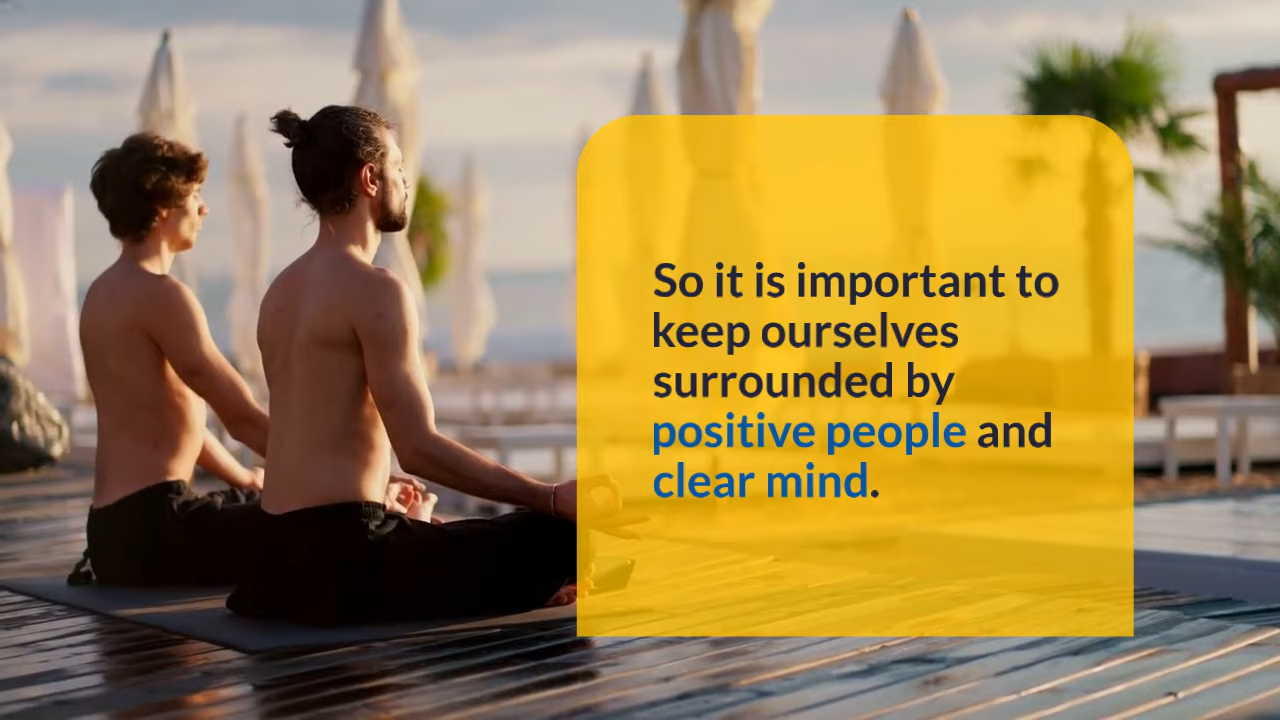 So it is important to
keep ourselves
surrounded by
positive people and
clear mind.